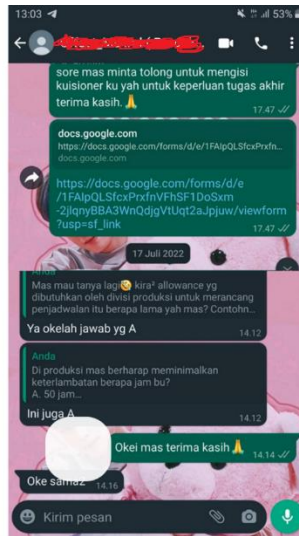 13:03
53%
sore mas minta tolong untuk mengisi
kuisioner ku yah untuk keperluan tugas akhir
terima kasih. 🙏
17.47
docs.google.com
https://docs.google.com/forms/d/e
/1FAIpQLSfcxPrxfn...
docs.google.com
https://docs.google.com/forms/d/e
/1FAIpQLSfcxPrxfnVFhSF1DoSxm
-2jlqnyBBA3WnQdjgVtUqt2aJpjuw/viewform
?usp=sf_link
17.47
17 Juli 2022
Anda
Mas mau tanya lagi😅 kira² allowance yg
dibutuhkan oleh divisi produksi untuk merancang
penjadwalan itu berapa lama yah mas? Contohn...
Ya okelah jawab yg A
14.12
Anda
Di produksi mas berharap meminimalkan
keterlambatan berapa jam bu?
A. 50 jam...
Ini juga A
14.12
Okei mas terima kasih 🙏
14.14
Oke sama2
14.16
Kirim pesan